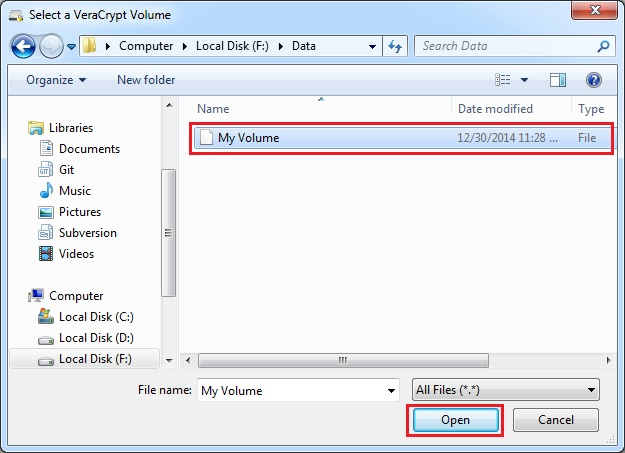 Select a VeraCrypt Volume
Computer Local Disk (F:) Data
Search Data
Organize New folder
Name Date modified Type
My Volume 12/30/2014 11:28 ... File
Libraries
Documents
Git
Music
Pictures
Subversion
Videos
Computer
Local Disk (C:)
Local Disk (D:)
Local Disk (F:)
File name: My Volume All Files (*.*)
Open Cancel